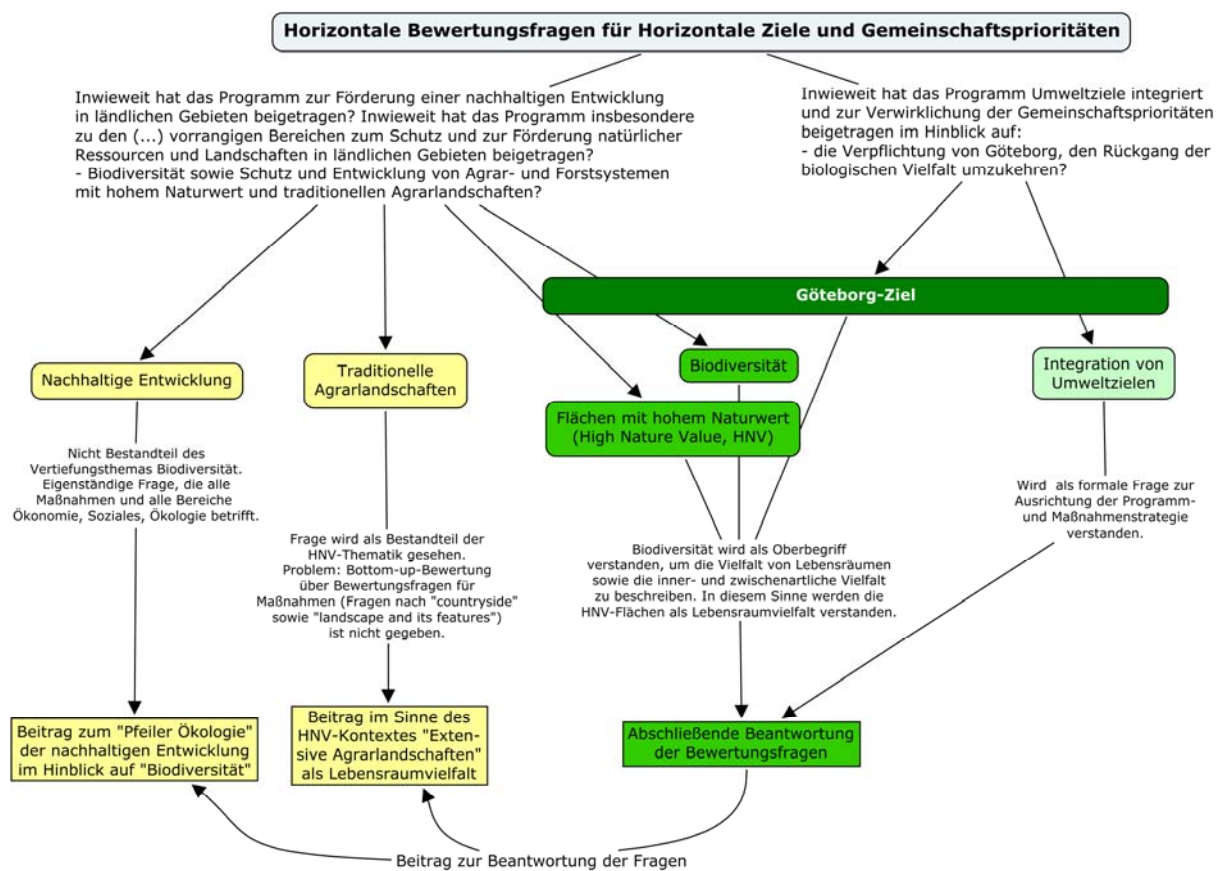 Horizontale Bewertungsfragen für Horizontale Ziele und Gemeinschaftsprioritäten
Inwieweit hat das Programm zur Förderung einer nachhaltigen Entwicklung
in ländlichen Gebieten beigetragen? Inwieweit hat das Programm insbesondere
zu den (...) vorrangigen Bereichen zum Schutz und zur Förderung natürlicher
Ressourcen und Landschaften in ländlichen Gebieten beigetragen?
- Biodiversität sowie Schutz und Entwicklung von Agrar- und Forstsystemen
mit hohem Naturwert und traditionellen Agrarlandschaften?
Inwieweit hat das Programm Umweltziele integriert
und zur Verwirklichung der Gemeinschaftsprioritäten
beigetragen im Hinblick auf:
- die Verpflichtung von Göteborg, den Rückgang der
biologischen Vielfalt umzukehren?
Göteborg-Ziel
Nachhaltige Entwicklung
Traditionelle
Agrarlandschaften
Biodiversität
Flächen mit hohem Naturwert
(High Nature Value, HNV)
Integration von
Umweltzielen
Nicht Bestandteil des
Vertiefungsthemas Biodiversität.
Eigenständige Frage, die alle
Maßnahmen und alle Bereiche
Ökonomie, Soziales, Ökologie betrifft.
Frage wird als Bestandteil der
HNV-Thematik gesehen.
Problem: Bottom-up-Bewertung
über Bewertungsfragen für
Maßnahmen (Fragen nach "countryside"
sowie "landscape and its features")
ist nicht gegeben.
Biodiversität wird als Oberbegriff
verstanden, um die Vielfalt von Lebensräumen
sowie die inner- und zwischenartliche Vielfalt
zu beschreiben. In diesem Sinne werden die
HNV-Flächen als Lebensraumvielfalt verstanden.
Wird als formale Frage zur
Ausrichtung der Programm-
und Maßnahmenstrategie
verstanden.
Beitrag zum "Pfeiler Ökologie"
der nachhaltigen Entwicklung
im Hinblick auf "Biodiversität"
Beitrag im Sinne des
HNV-Kontextes "Exten-
sive Agrarlandschaften"
als Lebensraumvielfalt
Abschließende Beantwortung
der Bewertungsfragen
Beitrag zur Beantwortung der Fragen